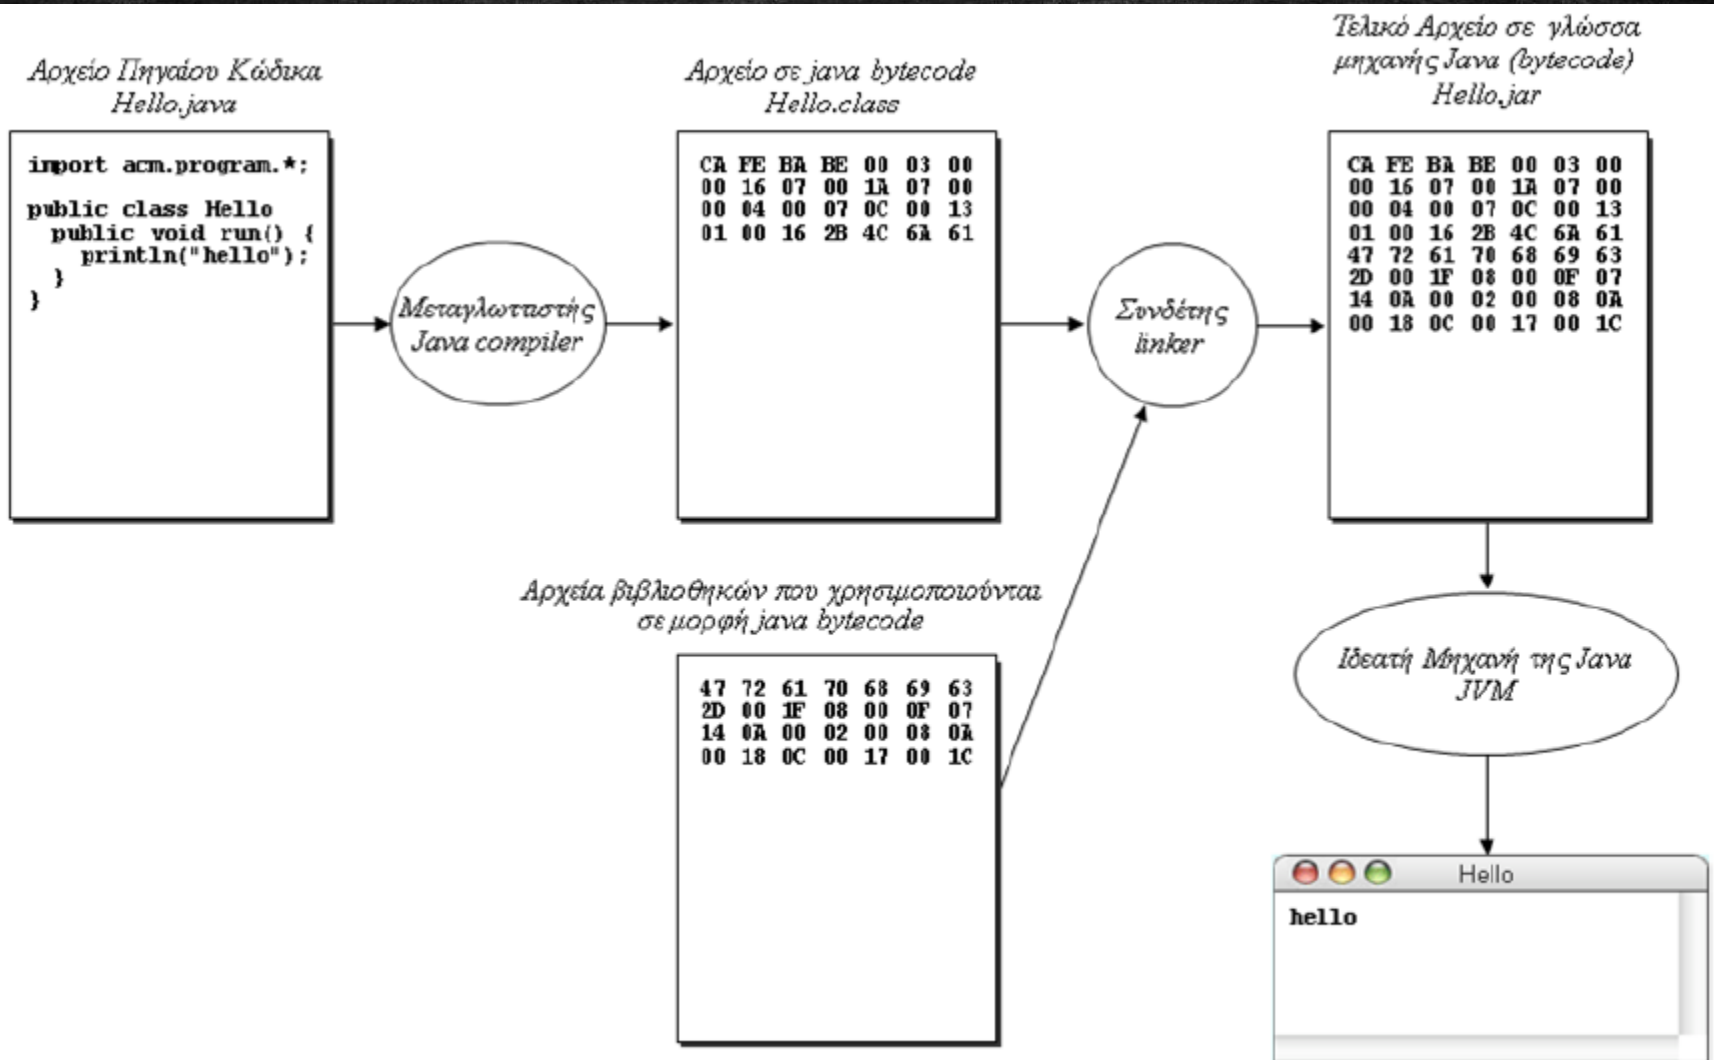 Αρχείο Πηγαίου Κώδικα
Hello.java
import acm.program.*;
public class Hello
public void run() {
println("hello");
}
}
Μεταγλωττιστής
Java compiler
Αρχείο σε java bytecode
Hello.class
CA FE BA BE 00 03 00
00 16 07 00 1A 07 00
00 04 00 07 0C 00 13
01 00 16 2B 4C 6A 61
Αρχεία βιβλιοθηκών που χρησιμοποιούνται
σε μορφή java bytecode
47 72 61 70 68 69 63
2D 00 1F 08 00 0F 07
14 0A 00 02 00 08 0A
00 18 0C 00 17 00 1C
Συνδέτης
linker
Τελικό Αρχείο σε γλώσσα
μηχανής Java (bytecode)
Hello.jar
CA FE BA BE 00 03 00
00 16 07 00 1A 07 00
00 04 00 07 0C 00 13
01 00 16 2B 4C 6A 61
47 72 61 70 68 69 63
2D 00 1F 08 00 0F 07
14 0A 00 02 00 08 0A
00 18 0C 00 17 00 1C
Ιδεατή Μηχανή της Java
JVM
Hello
hello